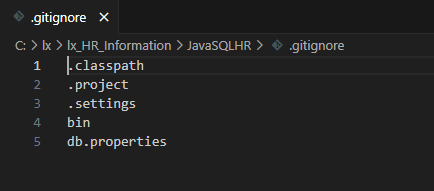 .gitignore
C: > lx > lx_HR_Information > JavaSQLHR > .gitignore
1 .classpath
2 .project
3 .settings
4 bin
5 db.properties